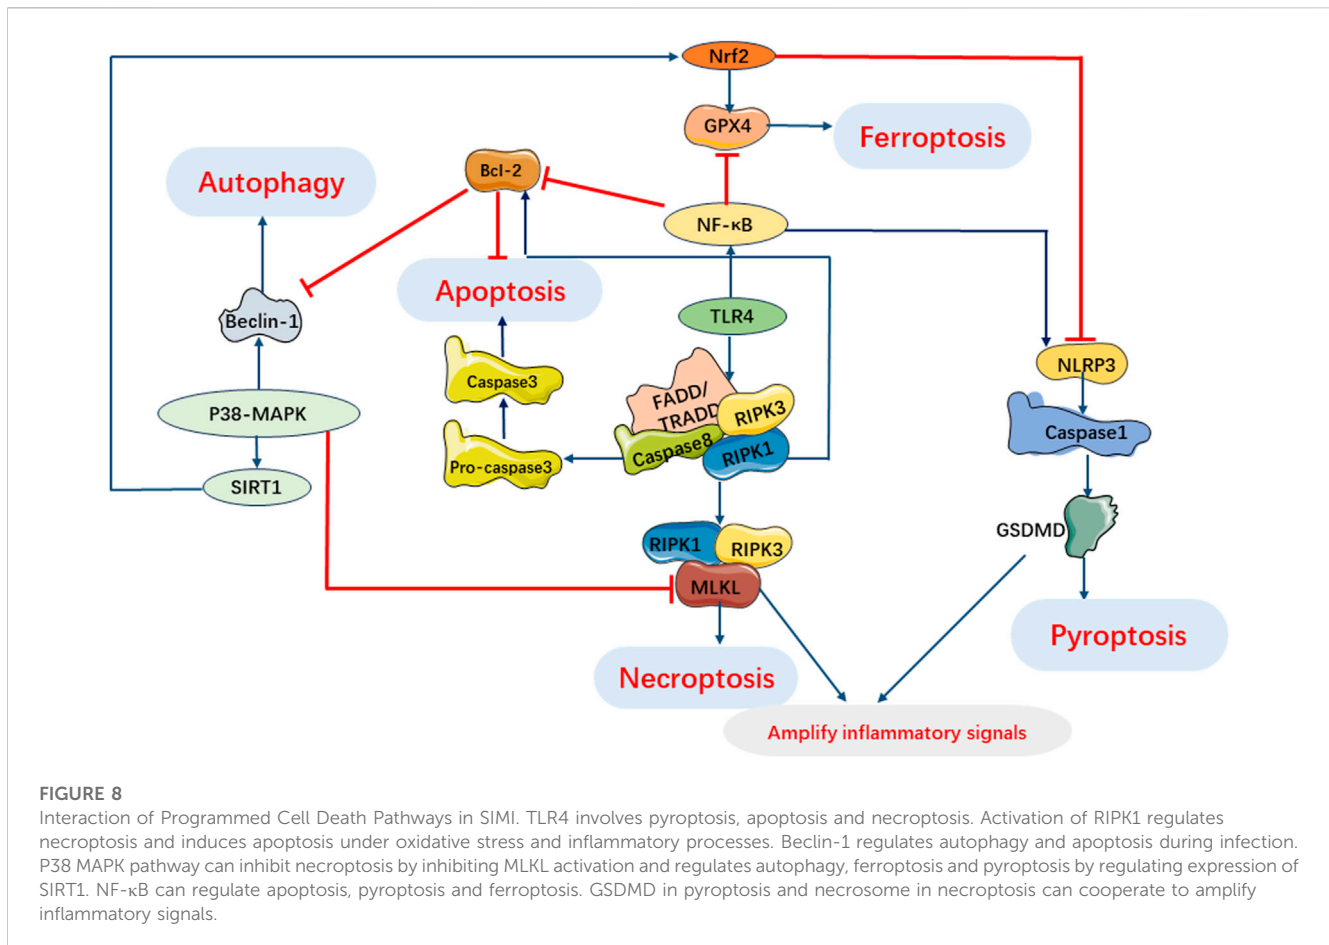 Nrf2
GPX4
Ferroptosis
Bcl-2
Autophagy
NF-κB
Apoptosis
TLR4
Beclin-1
NLRP3
Caspase3
FADD/
TRADD
RIPK3
P38-MAPK
Caspase1
Caspase8
RIPK1
Pro-caspase3
SIRT1
GSDMD
RIPK1
RIPK3
MLKL
Pyroptosis
Necroptosis
Amplify inflammatory signals
FIGURE 8
Interaction of Programmed Cell Death Pathways in SIMI. TLR4 involves pyroptosis, apoptosis and necroptosis. Activation of RIPK1 regulates
necroptosis and induces apoptosis under oxidative stress and inflammatory processes. Beclin-1 regulates autophagy and apoptosis during infection.
P38 MAPK pathway can inhibit necroptosis by inhibiting MLKL activation and regulates autophagy, ferroptosis and pyroptosis by regulating expression of
SIRT1. NF-κB can regulate apoptosis, pyroptosis and ferroptosis. GSDMD in pyroptosis and necrosome in necroptosis can cooperate to amplify
inflammatory signals.